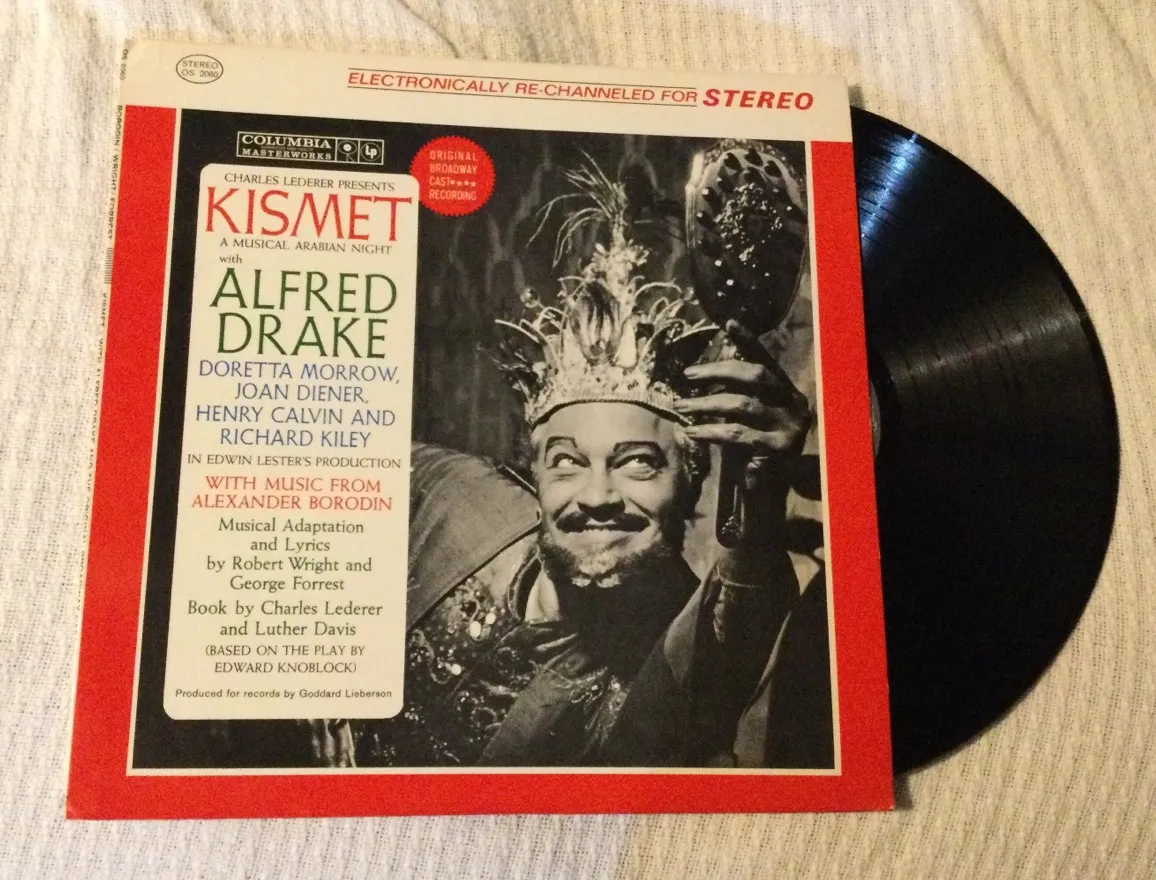 STEREO
OS 2060
ELECTRONICALLY RE-CHANNELED FOR STEREO
COLUMBIA
MASTERWORKS
LP
ORIGINAL
BROADWAY
CAST****
RECORDING
CHARLES LEDERER PRESENTS
KISMET
A MUSICAL ARABIAN NIGHT
with
ALFRED
DRAKE
DORETTA MORROW,
JOAN DIENER,
HENRY CALVIN AND
RICHARD KILEY
IN EDWIN LESTER'S PRODUCTION
WITH MUSIC FROM
ALEXANDER BORODIN
Musical Adaptation
and Lyrics
by Robert Wright and
George Forrest
Book by Charles Lederer
and Luther Davis
(BASED ON THE PLAY BY
EDWARD KNOBLOCK)
Produced for records by Goddard Lieberson